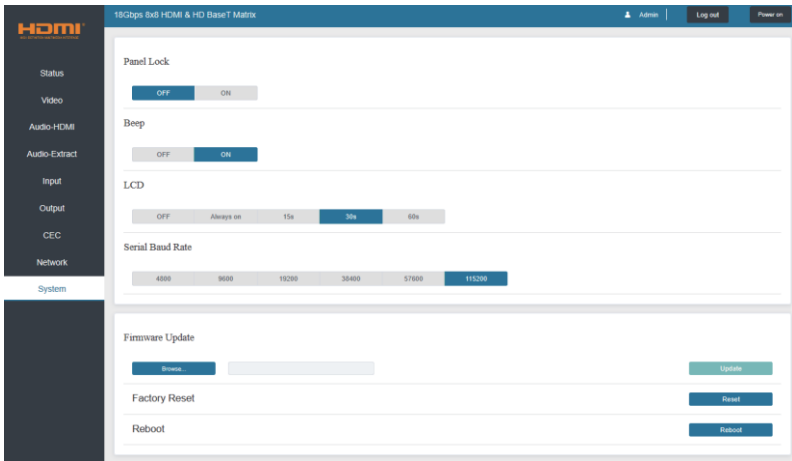 18Gbps 8x8 HDMI & HD BaseT Matrix Admin Log out Power on
HDMI
Status
Video
Audio-HDMI
Audio-Extract
Input
Output
CEC
Network
System
Panel Lock
OFF ON
Beep
OFF ON
LCD
OFF Always on 15s 30s 60s
Serial Baud Rate
4800 9600 19200 38400 57600 115200
Firmware Update
Browse... Update
Factory Reset Reset
Reboot Reboot